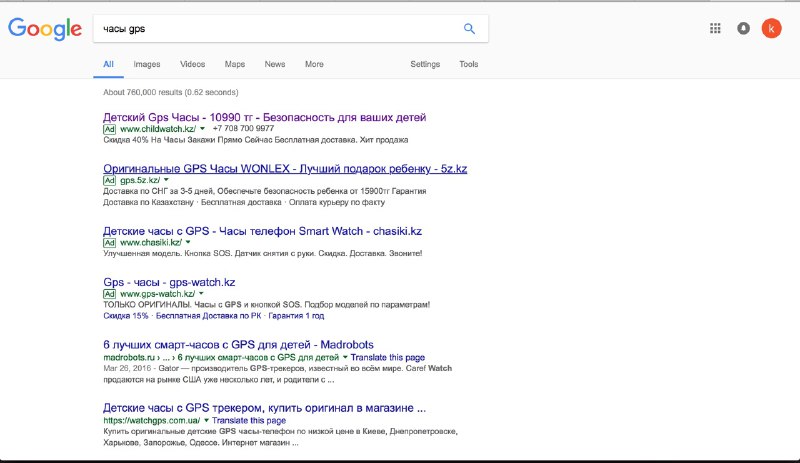 Google
часы gps
k
All Images Videos Maps News More Settings Tools
About 760,000 results (0.62 seconds)
Детский Gps Часы - 10990 тг - Безопасность для ваших детей
Ad www.childwatch.kz/ +7 708 700 9977
Скидка 40% На Часы Закажи Прямо Сейчас Бесплатная доставка. Хит продажа
Оригинальные GPS Часы WONLEX - Лучший подарок ребенку - 5z.kz
Ad gps.5z.kz/
Доставка по СНГ за 3-5 дней, Обеспечьте безопасность ребенка от 15900тг Гарантия
Доставка по Казахстану · Бесплатная доставка · Оплата курьеру по факту
Детские часы с GPS - Часы телефон Smart Watch - chasiki.kz
Ad www.chasiki.kz/
Улучшенная модель. Кнопка SOS. Датчик снятия с руки. Скидка. Доставка. Звоните!
Gps - часы - gps-watch.kz
Ad www.gps-watch.kz/
ТОЛЬКО ОРИГИНАЛЫ. Часы с GPS и кнопкой SOS. Подбор моделей по параметрам!
Скидка 15% · Бесплатная Доставка по РК · Гарантия 1 год
6 лучших смарт-часов с GPS для детей - Madrobots
madrobots.ru › ... › 6 лучших смарт-часов с GPS для детей Translate this page
Mar 26, 2016 - Gator — производитель GPS-трекеров, известный во всём мире. Caref Watch
продаются на рынке США уже несколько лет, и родители с ...
Детские часы с GPS трекером, купить оригинал в магазине ...
https://watchgps.com.ua/ Translate this page
Купить оригинальные детские GPS часы-телефон по низкой цене в Киеве, Днепропетровске,
Харькове, Запорожье, Одессе. Интернет магазин ...